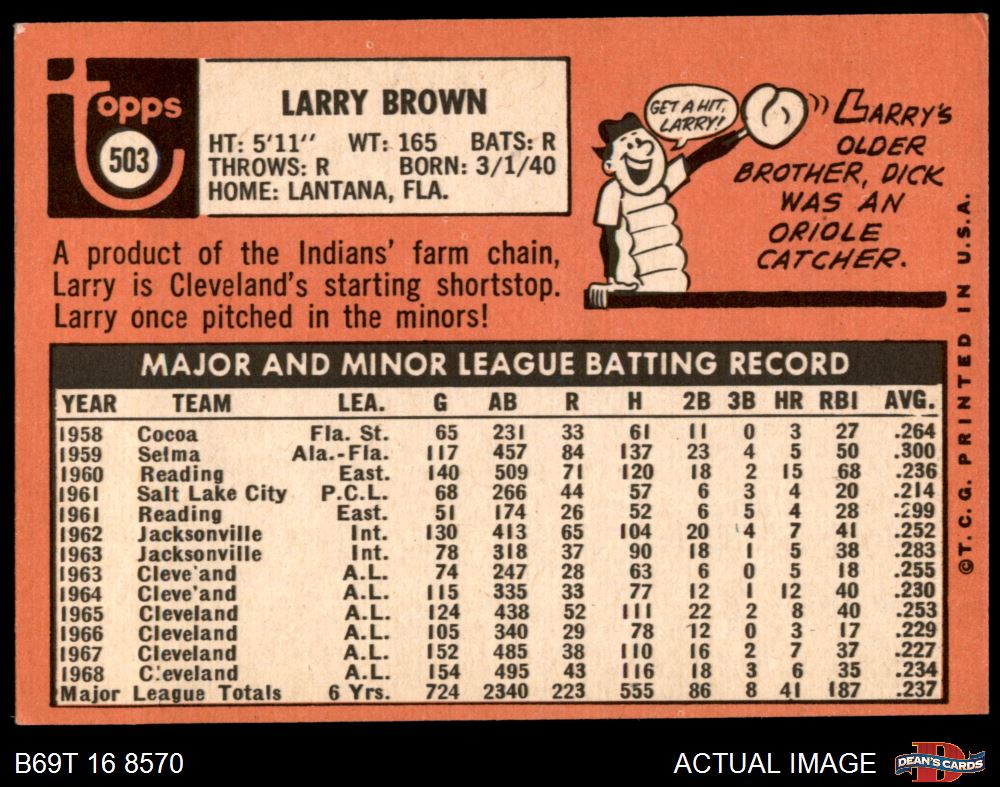 Topps
503
LARRY BROWN
HT: 5'11" WT: 165 BATS: R
THROWS: R BORN: 3/1/40
HOME: LANTANA, FLA.
GET A HIT,
LARRY!
LARRY'S
OLDER
BROTHER, DICK
WAS AN
ORIOLE
CATCHER.
A product of the Indians' farm chain,
Larry is Cleveland's starting shortstop.
Larry once pitched in the minors!
MAJOR AND MINOR LEAGUE BATTING RECORD
YEAR TEAM LEA. G AB R H 2B 3B HR RBI AVG.
1958 Cocoa Fla. St. 65 231 33 61 11 0 3 27 .264
1959 Selma Ala.-Fla. 117 457 84 137 23 4 5 50 .300
1960 Reading East. 140 509 71 120 18 2 15 68 .236
1961 Salt Lake City P.C.L. 68 266 44 57 6 3 4 20 .214
1961 Reading East. 51 174 26 52 6 5 4 28 .299
1962 Jacksonville Int. 130 413 65 104 20 4 7 41 .252
1963 Jacksonville Int. 78 318 37 90 18 1 5 38 .283
1963 Cleve'and A.L. 74 247 28 63 6 0 5 18 .255
1964 Cleve'and A.L. 115 335 33 77 12 1 12 40 .230
1965 Cleveland A.L. 124 438 52 111 22 2 8 40 .253
1966 Cleveland A.L. 105 340 29 78 12 0 3 17 .229
1967 Cleveland A.L. 152 485 38 110 16 2 7 37 .227
1968 C:eveland A.L. 154 495 43 116 18 3 6 35 .234
Major League Totals 6 Yrs. 724 2340 223 555 86 8 41 187 .237
©T. C. G. PRINTED IN U.S.A.
B69T 16 8570
ACTUAL IMAGE
DEAN'S CARDS